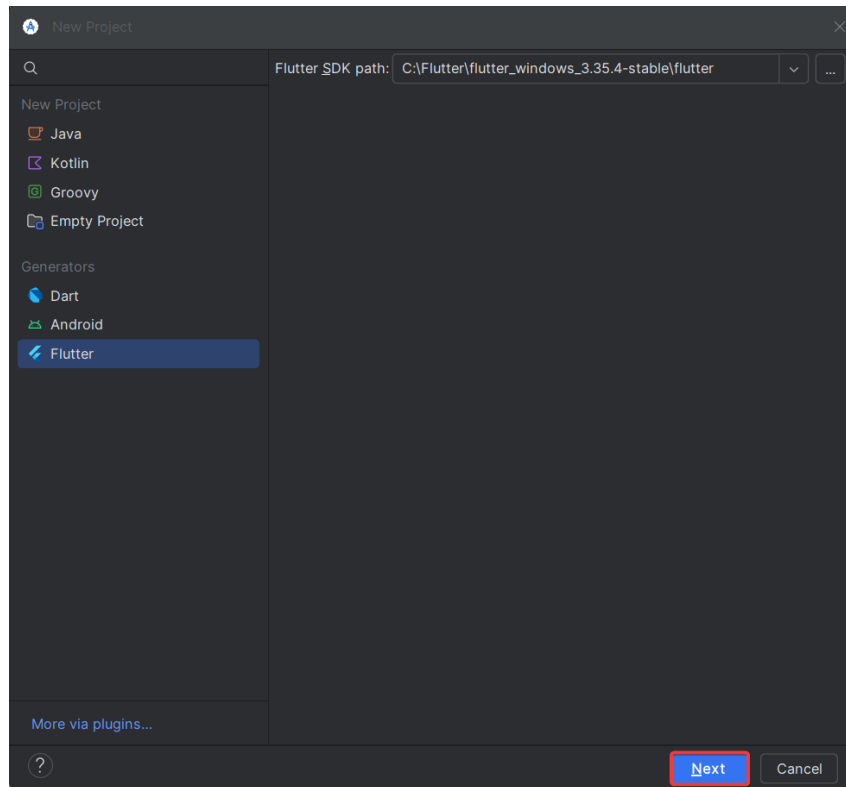 New Project
Flutter SDK path: C:\Flutter\flutter_windows_3.35.4-stable\flutter ...
New Project
Java
Kotlin
G Groovy
Empty Project
Generators
Dart
Android
Flutter
More via plugins...
? Next Cancel